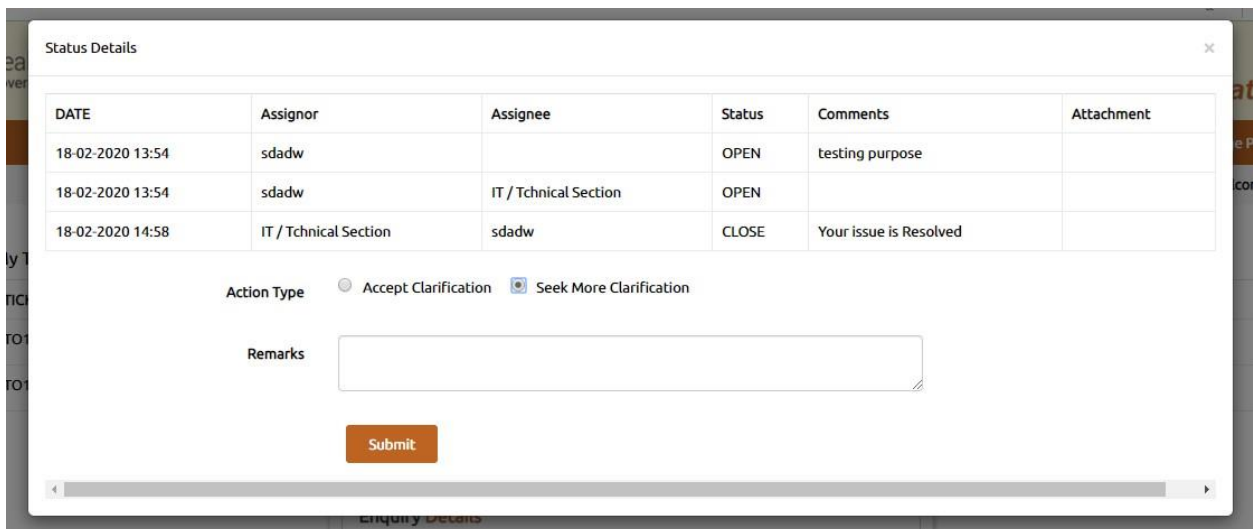 Status Details ×
DATE Assignor Assignee Status Comments Attachment
18-02-2020 13:54 sdadw OPEN testing purpose
18-02-2020 13:54 sdadw IT / Tchnical Section OPEN
18-02-2020 14:58 IT / Tchnical Section sdadw CLOSE Your issue is Resolved
Action Type Accept Clarification Seek More Clarification
Remarks
Submit
Enquiry Details